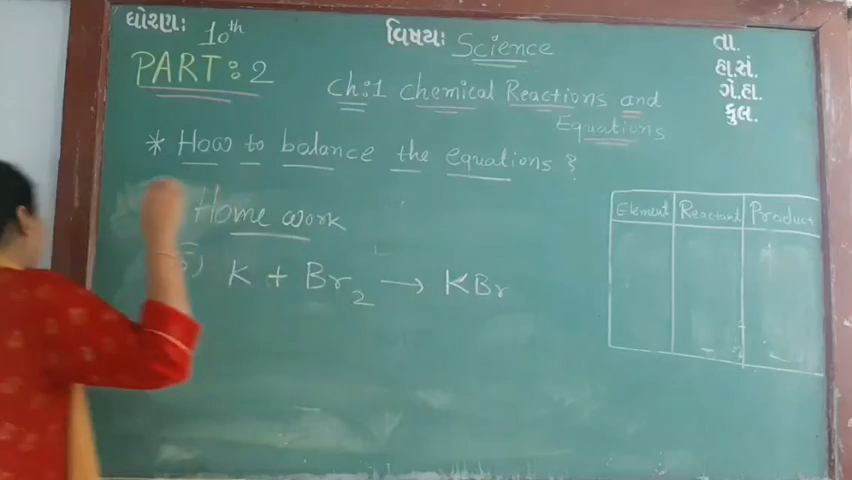 ધોરણ: 10th
વિષય: Science
તા.
હા.સં.
ગે.હા.
કુલ.
PART: 2
Ch:1 Chemical Reactions and
Equations
* How to balance the equations ?
Home work
5) K + Br2 → KBr
Element Reactant Product